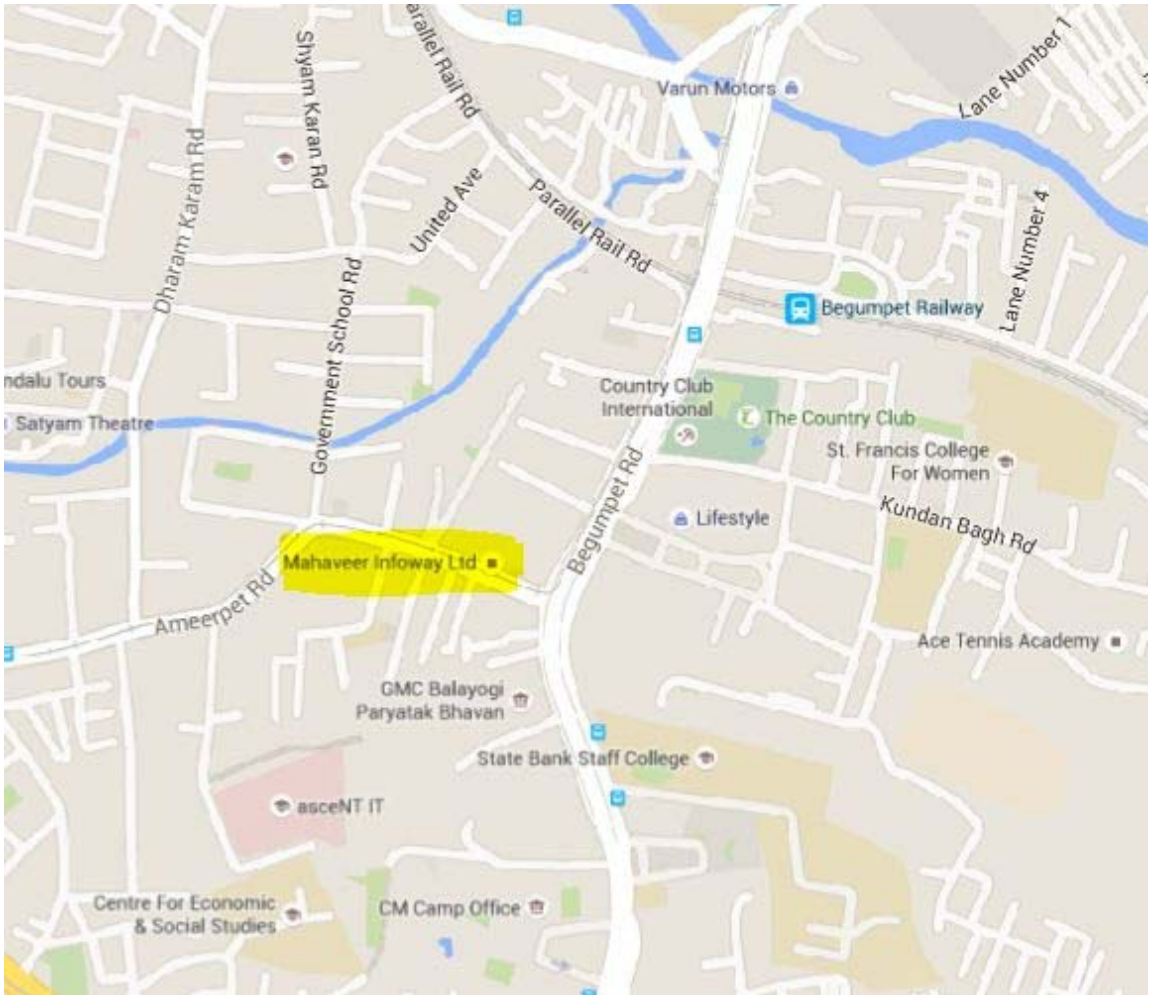 Parallel Rail Rd
Shyam Karan Rd
Varun Motors
Lane Number 1
Dharam Karam Rd
United Ave
Parallel Rail Rd
Lane Number 4
Begumpet Railway
Government School Rd
ndalu Tours
Satyam Theatre
Country Club
International
The Country Club
St. Francis College
For Women
Begumpet Rd
Lifestyle
Kundan Bagh Rd
Mahaveer Infoway Ltd
Ameerpet Rd
Ace Tennis Academy
GMC Balayogi
Paryatak Bhavan
State Bank Staff College
asceNT IT
Centre For Economic
& Social Studies
CM Camp Office